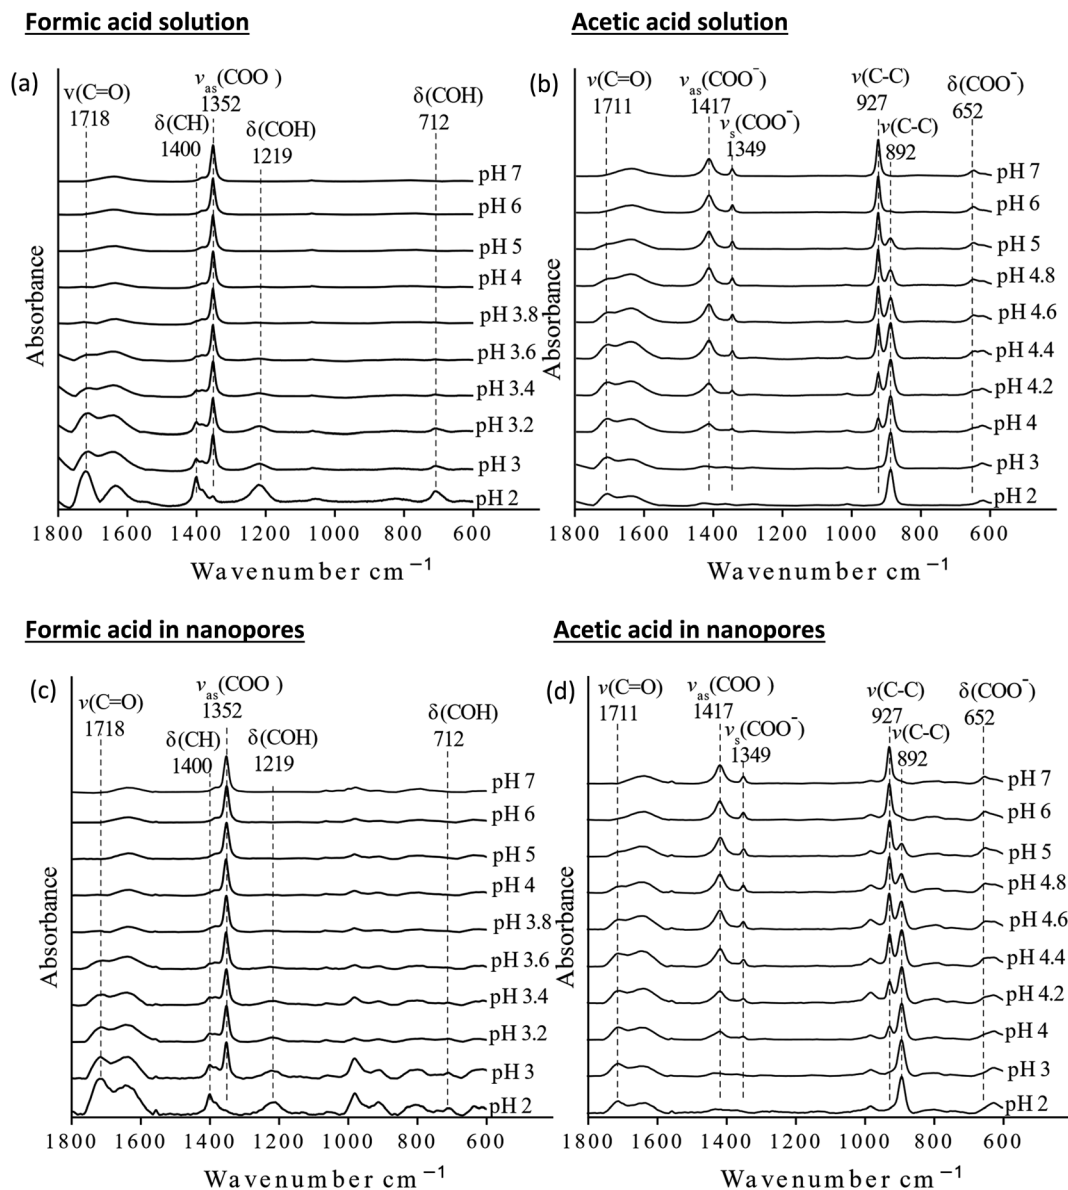 Formic acid solution
Acetic acid solution
(a)
ν(C=O)
1718
δ(CH)
1400
νas(COO )
1352
δ(COH)
1219
δ(COH)
712
pH 7
pH 6
pH 5
pH 4
pH 3.8
pH 3.6
pH 3.4
pH 3.2
pH 3
pH 2
Absorbance
1800 1600 1400 1200 1000 800 600
Wavenumber cm⁻¹
(b)
ν(C=O)
1711
νas(COO⁻)
1417
νs(COO⁻)
1349
ν(C-C)
927
ν(C-C)
892
δ(COO⁻)
652
pH 7
pH 6
pH 5
pH 4.8
pH 4.6
pH 4.4
pH 4.2
pH 4
pH 3
pH 2
Absorbance
1800 1600 1400 1200 1000 800 600
Wavenumber cm⁻¹
Formic acid in nanopores
Acetic acid in nanopores
(c)
ν(C=O)
1718
δ(CH)
1400
νas(COO )
1352
δ(COH)
1219
δ(COH)
712
pH 7
pH 6
pH 5
pH 4
pH 3.8
pH 3.6
pH 3.4
pH 3.2
pH 3
pH 2
Absorbance
1800 1600 1400 1200 1000 800 600
Wavenumber cm⁻¹
(d)
ν(C=O)
1711
νas(COO )
1417
νs(COO⁻)
1349
ν(C-C)
927
ν(C-C)
892
δ(COO⁻)
652
pH 7
pH 6
pH 5
pH 4.8
pH 4.6
pH 4.4
pH 4.2
pH 4
pH 3
pH 2
Absorbance
1800 1600 1400 1200 1000 800 600
Wavenumber cm⁻¹